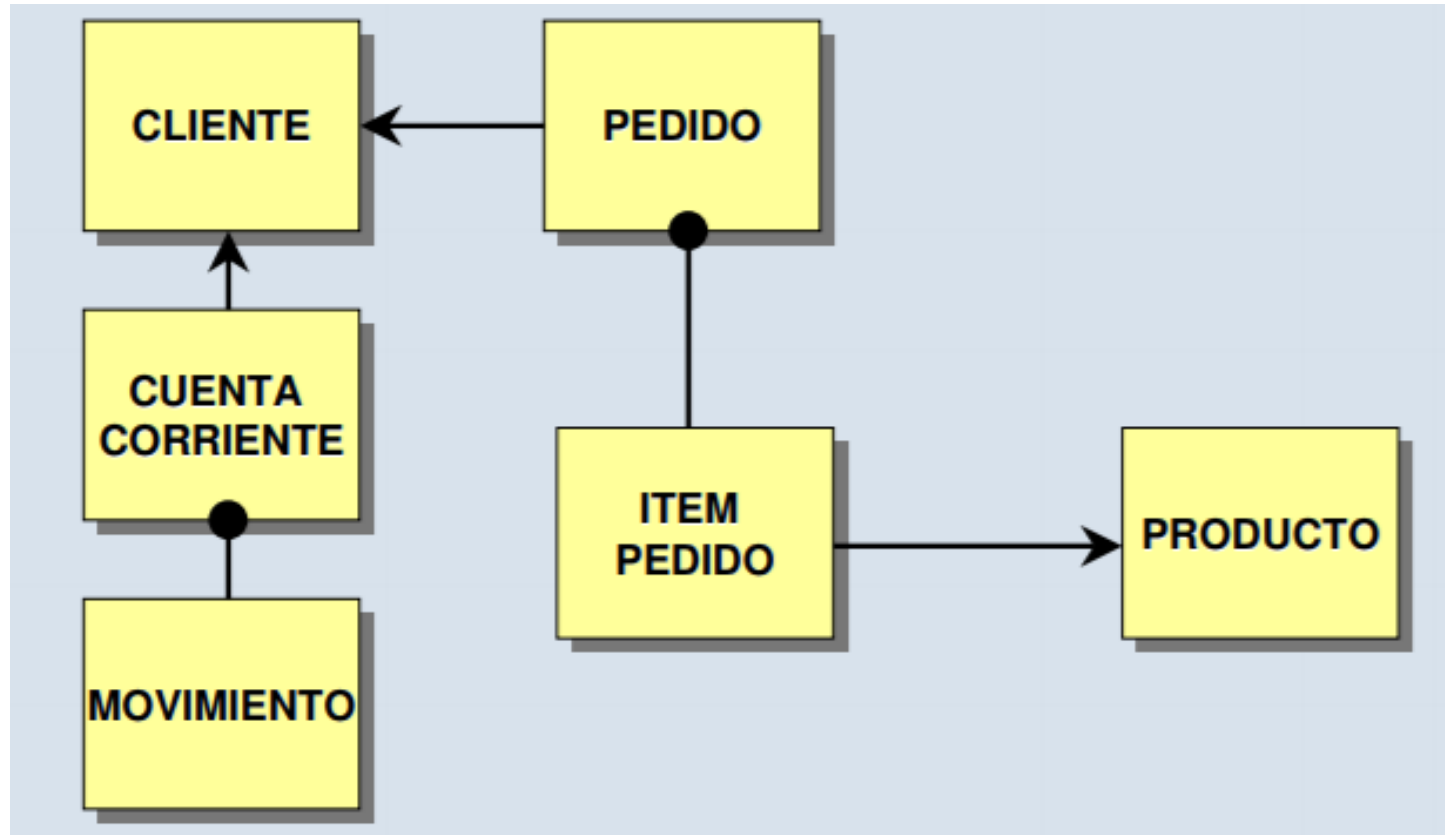 CLIENTE
PEDIDO
CUENTA
CORRIENTE
ITEM
PEDIDO
PRODUCTO
MOVIMIENTO